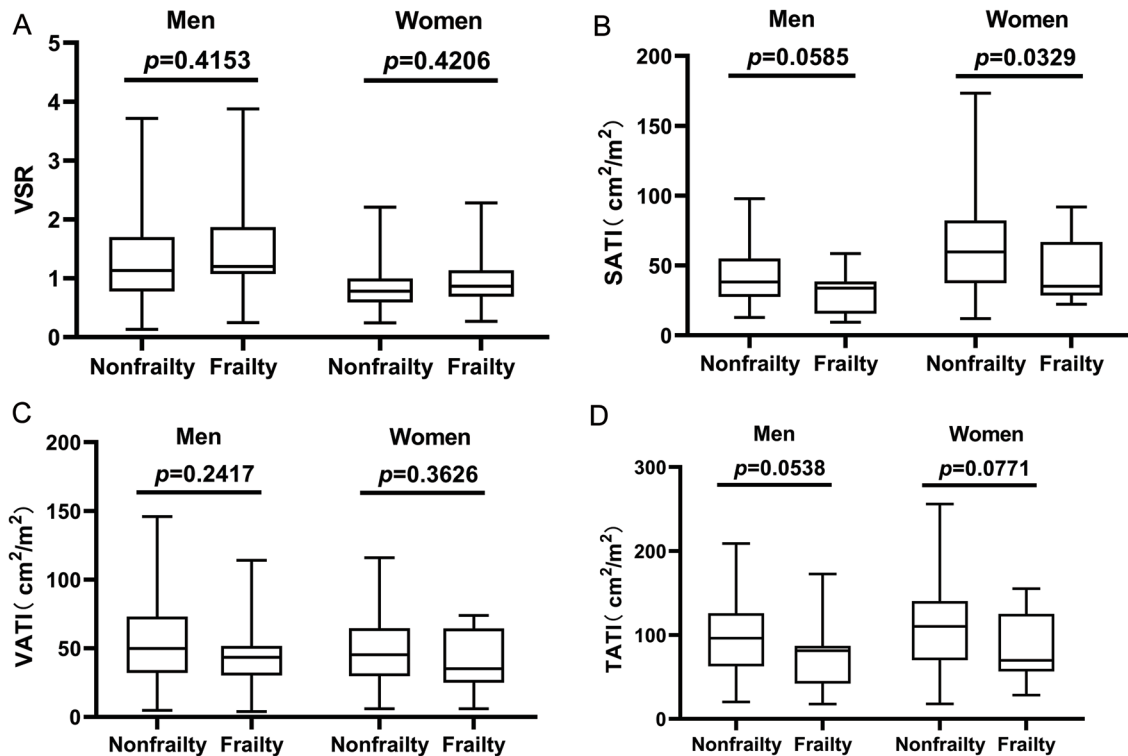 A
Men Women
p=0.4153 p=0.4206
5
4
3
2
1
0
VSR
Nonfrailty Frailty Nonfrailty Frailty
B
Men Women
p=0.0585 p=0.0329
200
150
100
50
0
SATI( cm²/m²)
Nonfrailty Frailty Nonfrailty Frailty
C
Men Women
p=0.2417 p=0.3626
200
150
100
50
0
VATI( cm²/m²)
Nonfrailty Frailty Nonfrailty Frailty
D
Men Women
p=0.0538 p=0.0771
300
200
100
0
TATI( cm²/m²)
Nonfrailty Frailty Nonfrailty Frailty